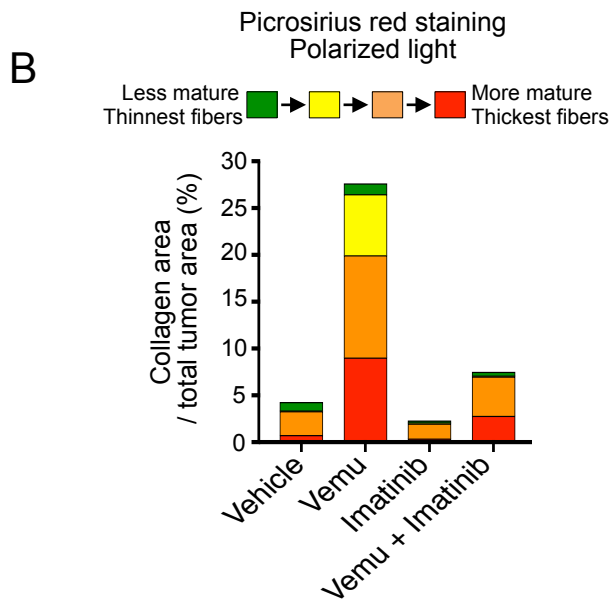 Picrosirius red staining
Polarized light
B
Less mature
Thinnest fibers
More mature
Thickest fibers
Collagen area
/ total tumor area (%)
30
25
20
15
10
5
0
Vehicle
Vemu
Imatinib
Vemu + Imatinib